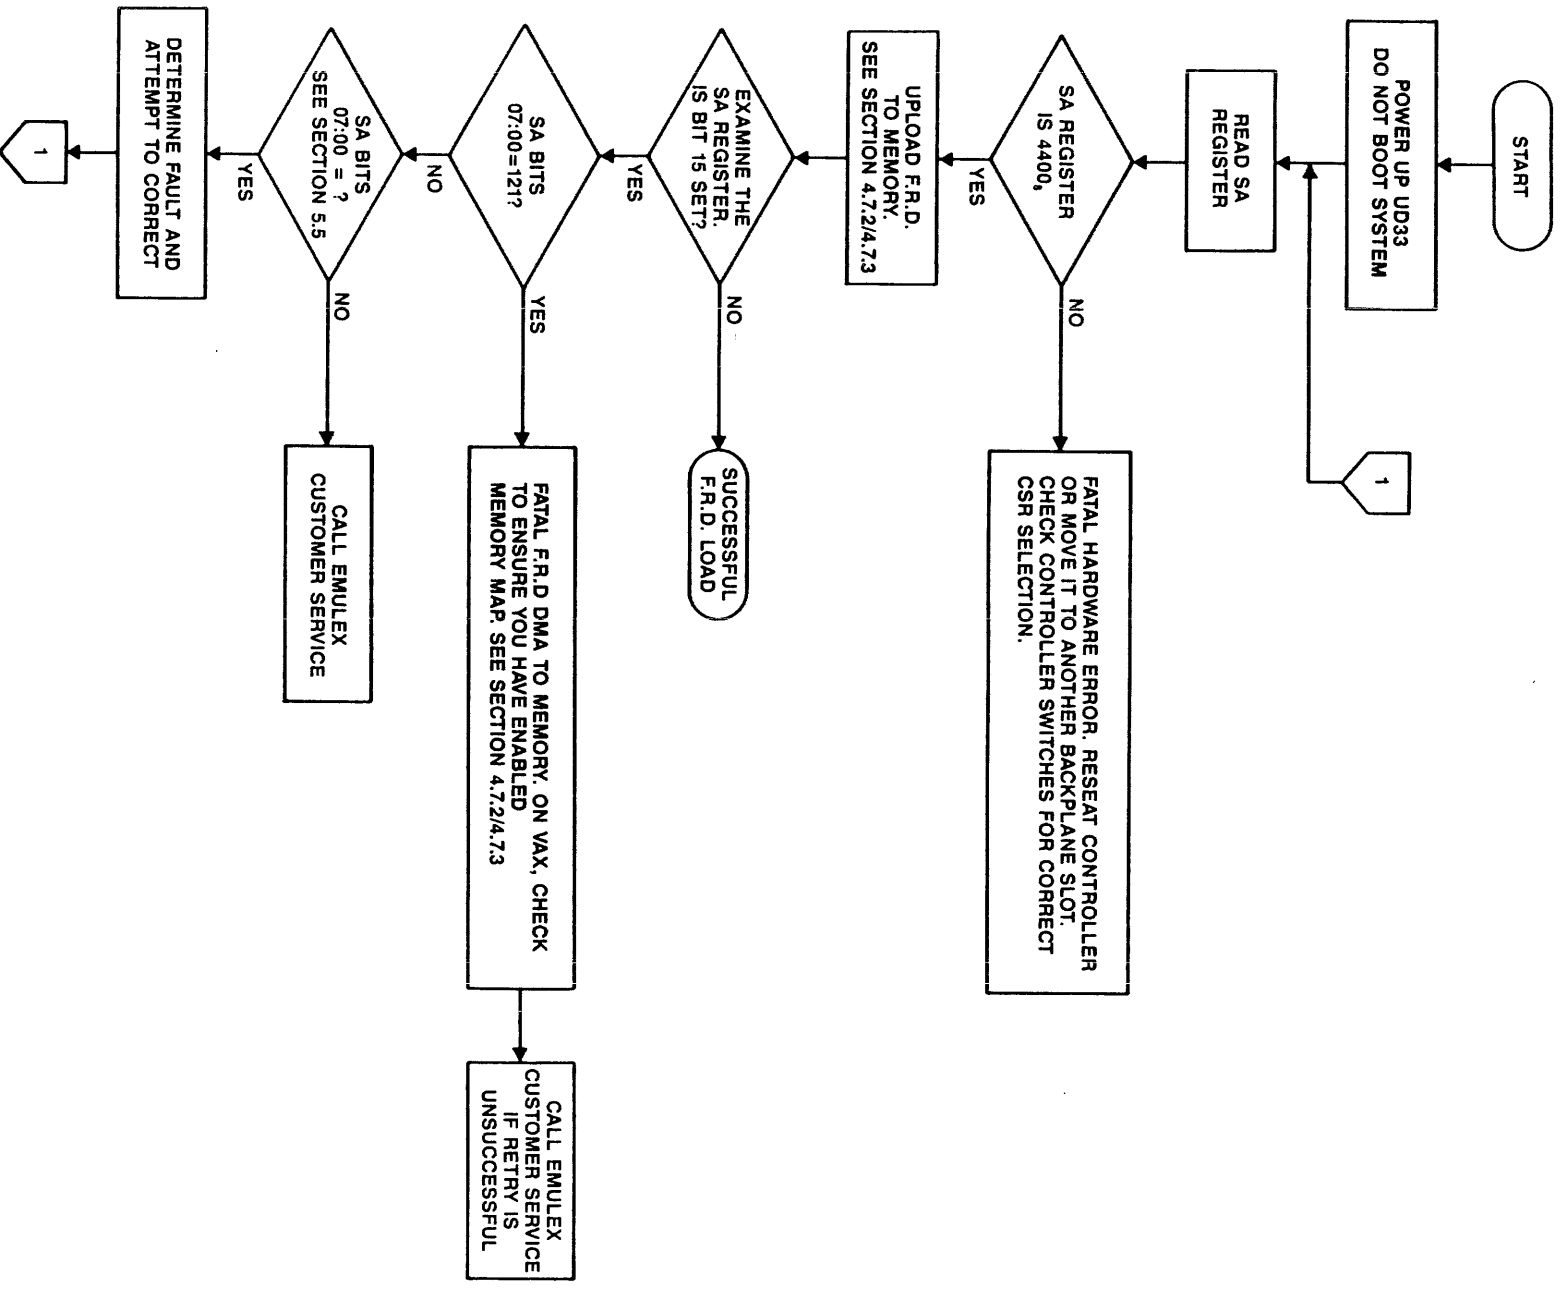 START
POWER UP UD33
DO NOT BOOT SYSTEM
1
READ SA
REGISTER
SA REGISTER
IS 4400₈
NO
YES
FATAL HARDWARE ERROR. RESEAT CONTROLLER
OR MOVE IT TO ANOTHER BACKPLANE SLOT.
CHECK CONTROLLER SWITCHES FOR CORRECT
CSR SELECTION.
UPLOAD F.R.D.
TO MEMORY.
SEE SECTION 4.7.2/4.7.3
EXAMINE THE
SA REGISTER.
IS BIT 15 SET?
NO
YES
SUCCESSFUL
F.R.D. LOAD
SA BITS
07:00=121?
YES
NO
FATAL F.R.D DMA TO MEMORY. ON VAX, CHECK
TO ENSURE YOU HAVE ENABLED
MEMORY MAP. SEE SECTION 4.7.2/4.7.3
CALL EMULEX
CUSTOMER SERVICE
IF RETRY IS
UNSUCCESSFUL
SA BITS
07:00 = ?
SEE SECTION 5.5
NO
YES
CALL EMULEX
CUSTOMER SERVICE
DETERMINE FAULT AND
ATTEMPT TO CORRECT
1